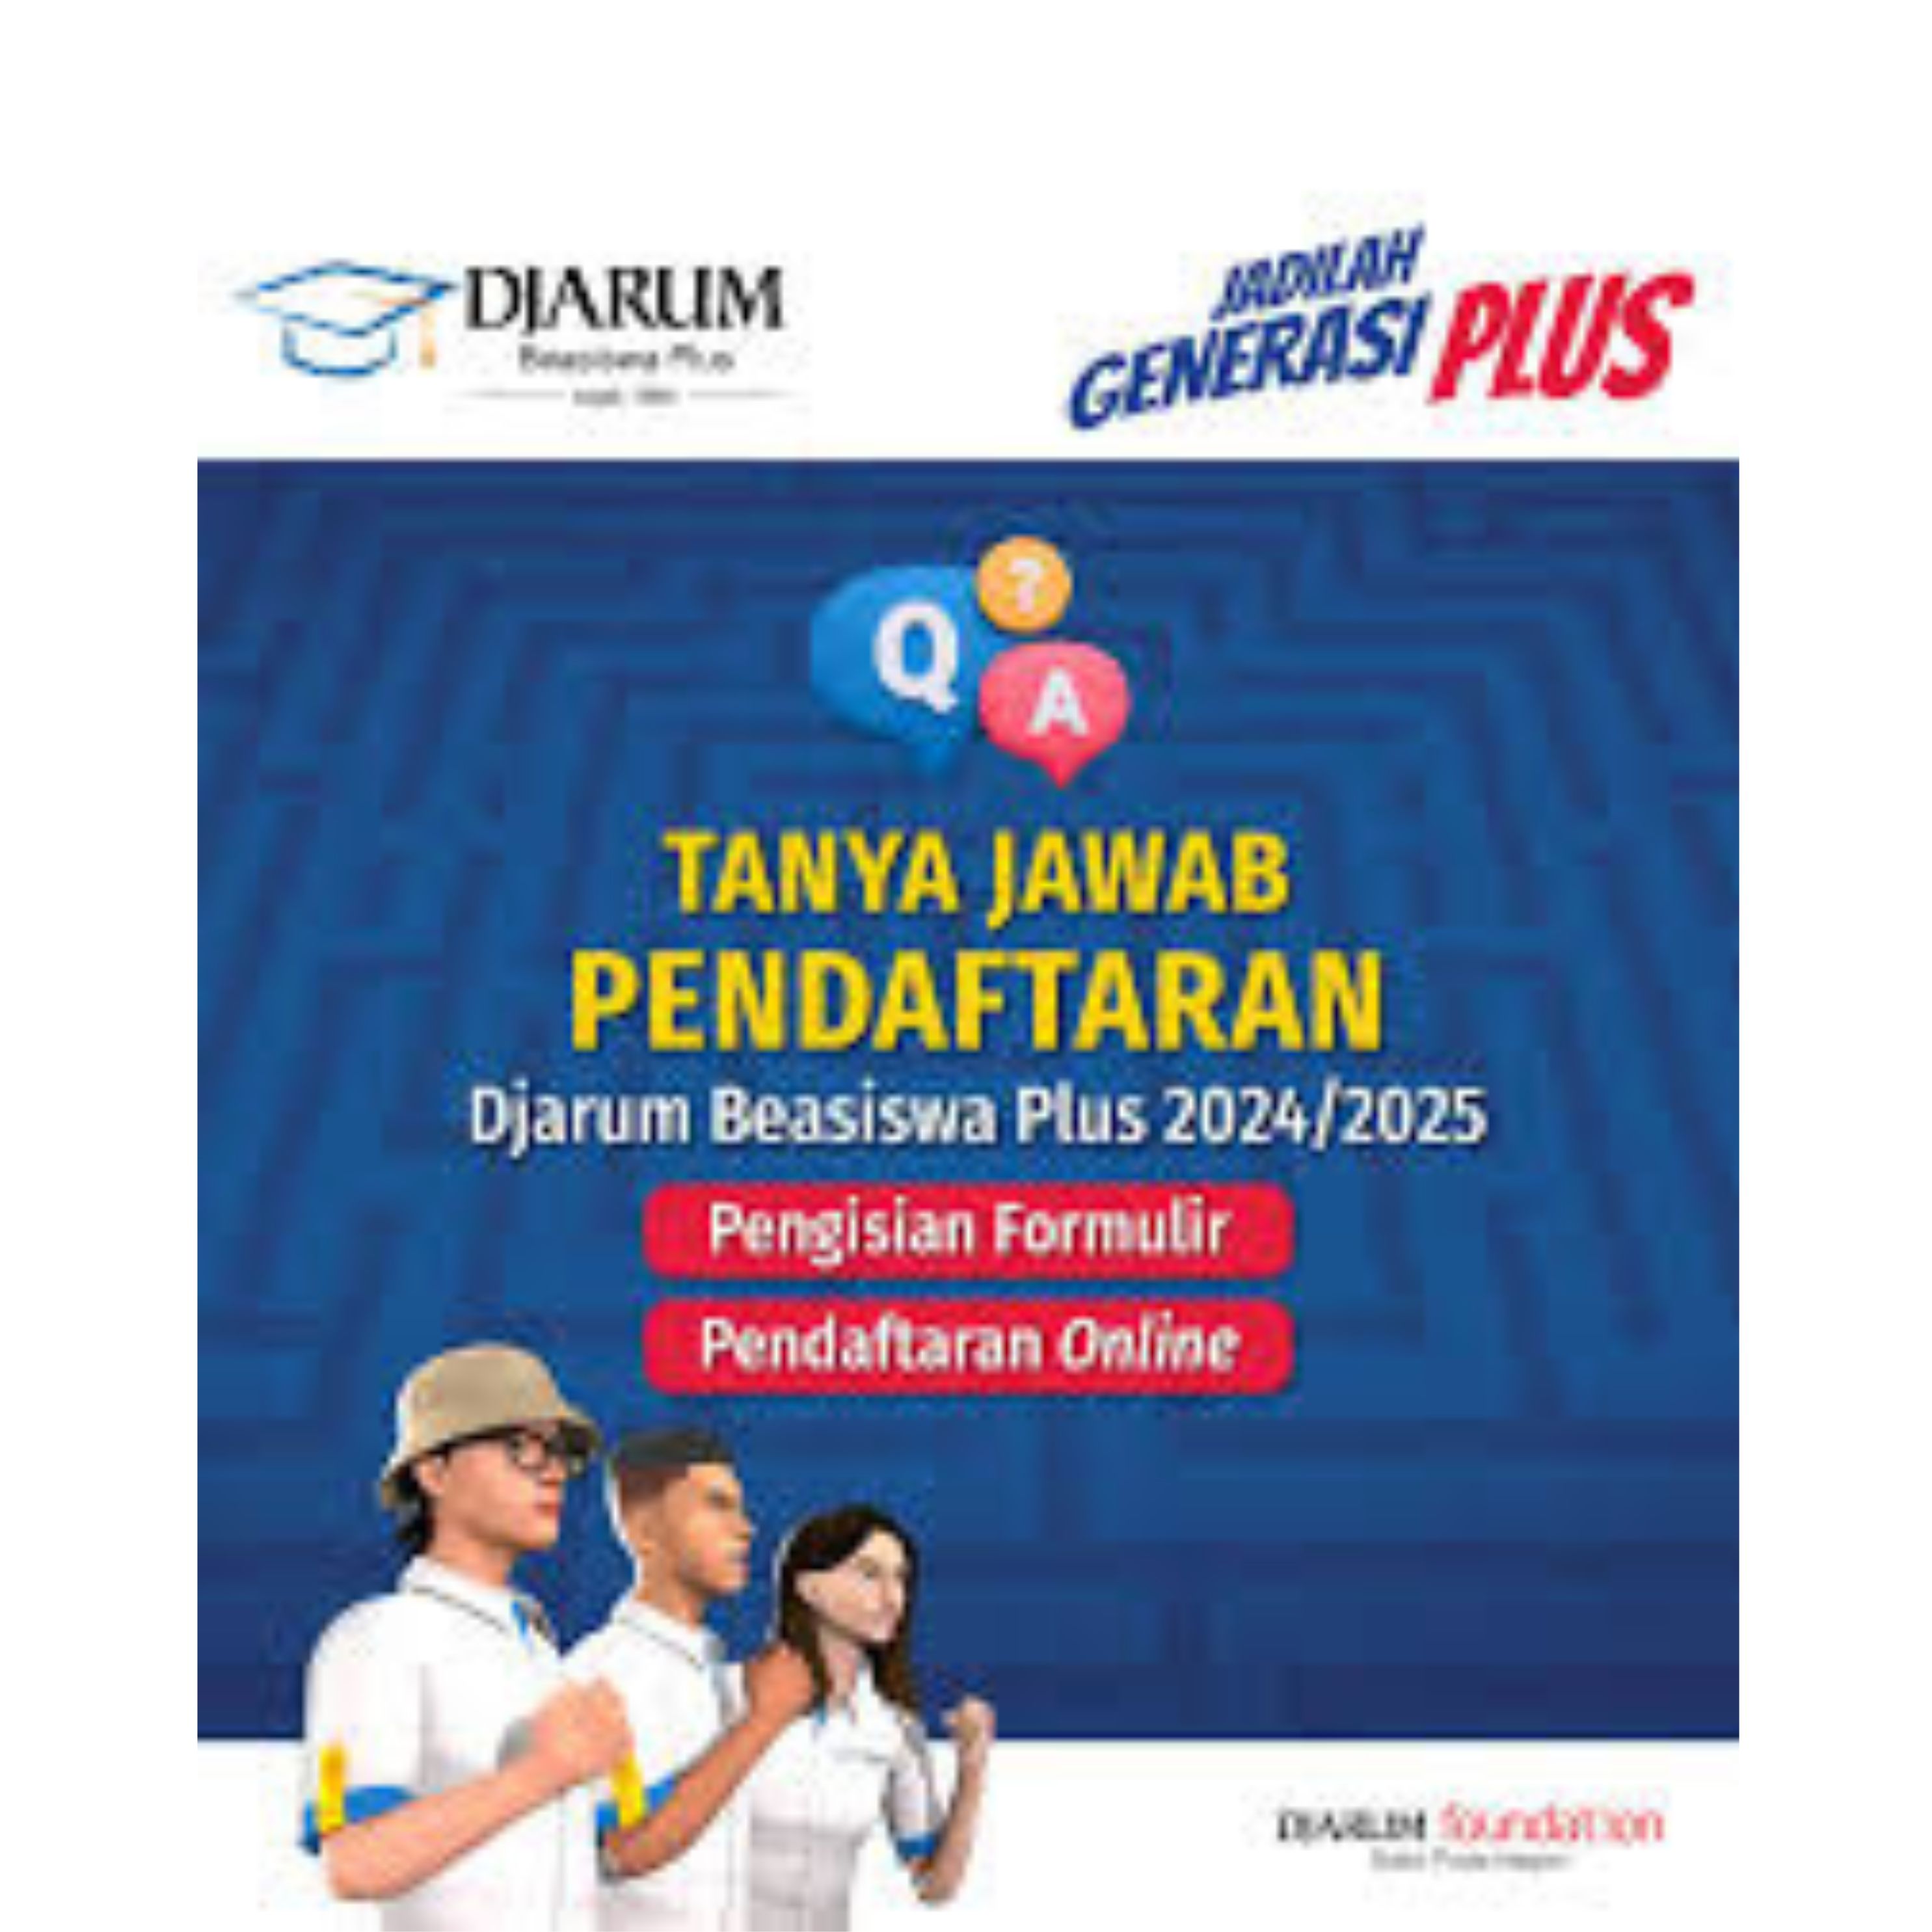 DJARUM
Beasiswa Plus
JADILAH
GENERASI PLUS
Q
?
A
TANYA JAWAB
PENDAFTARAN
Djarum Beasiswa Plus 2024/2025
Pengisian Formulir
Pendaftaran Online
DJARUM foundation